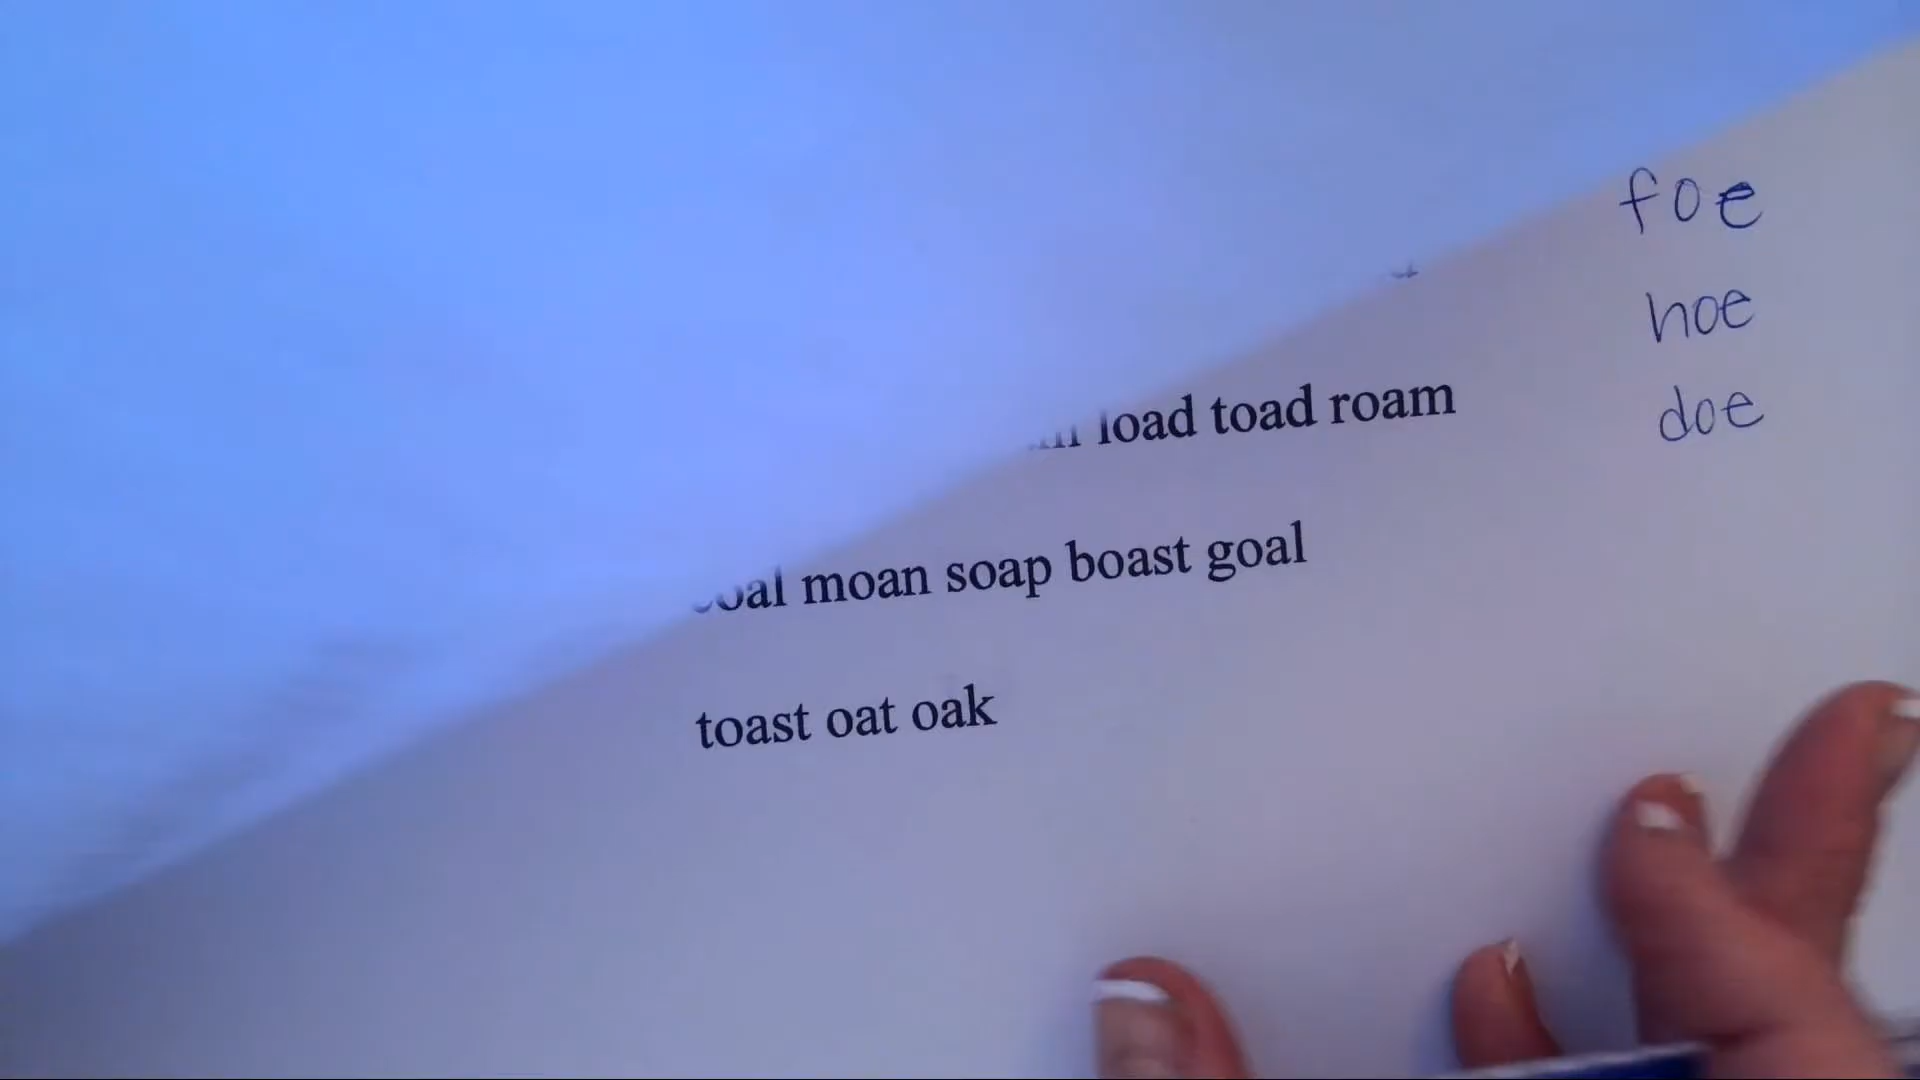 foe
hoe
load toad roam
doe
moan soap boast goal
toast oat oak